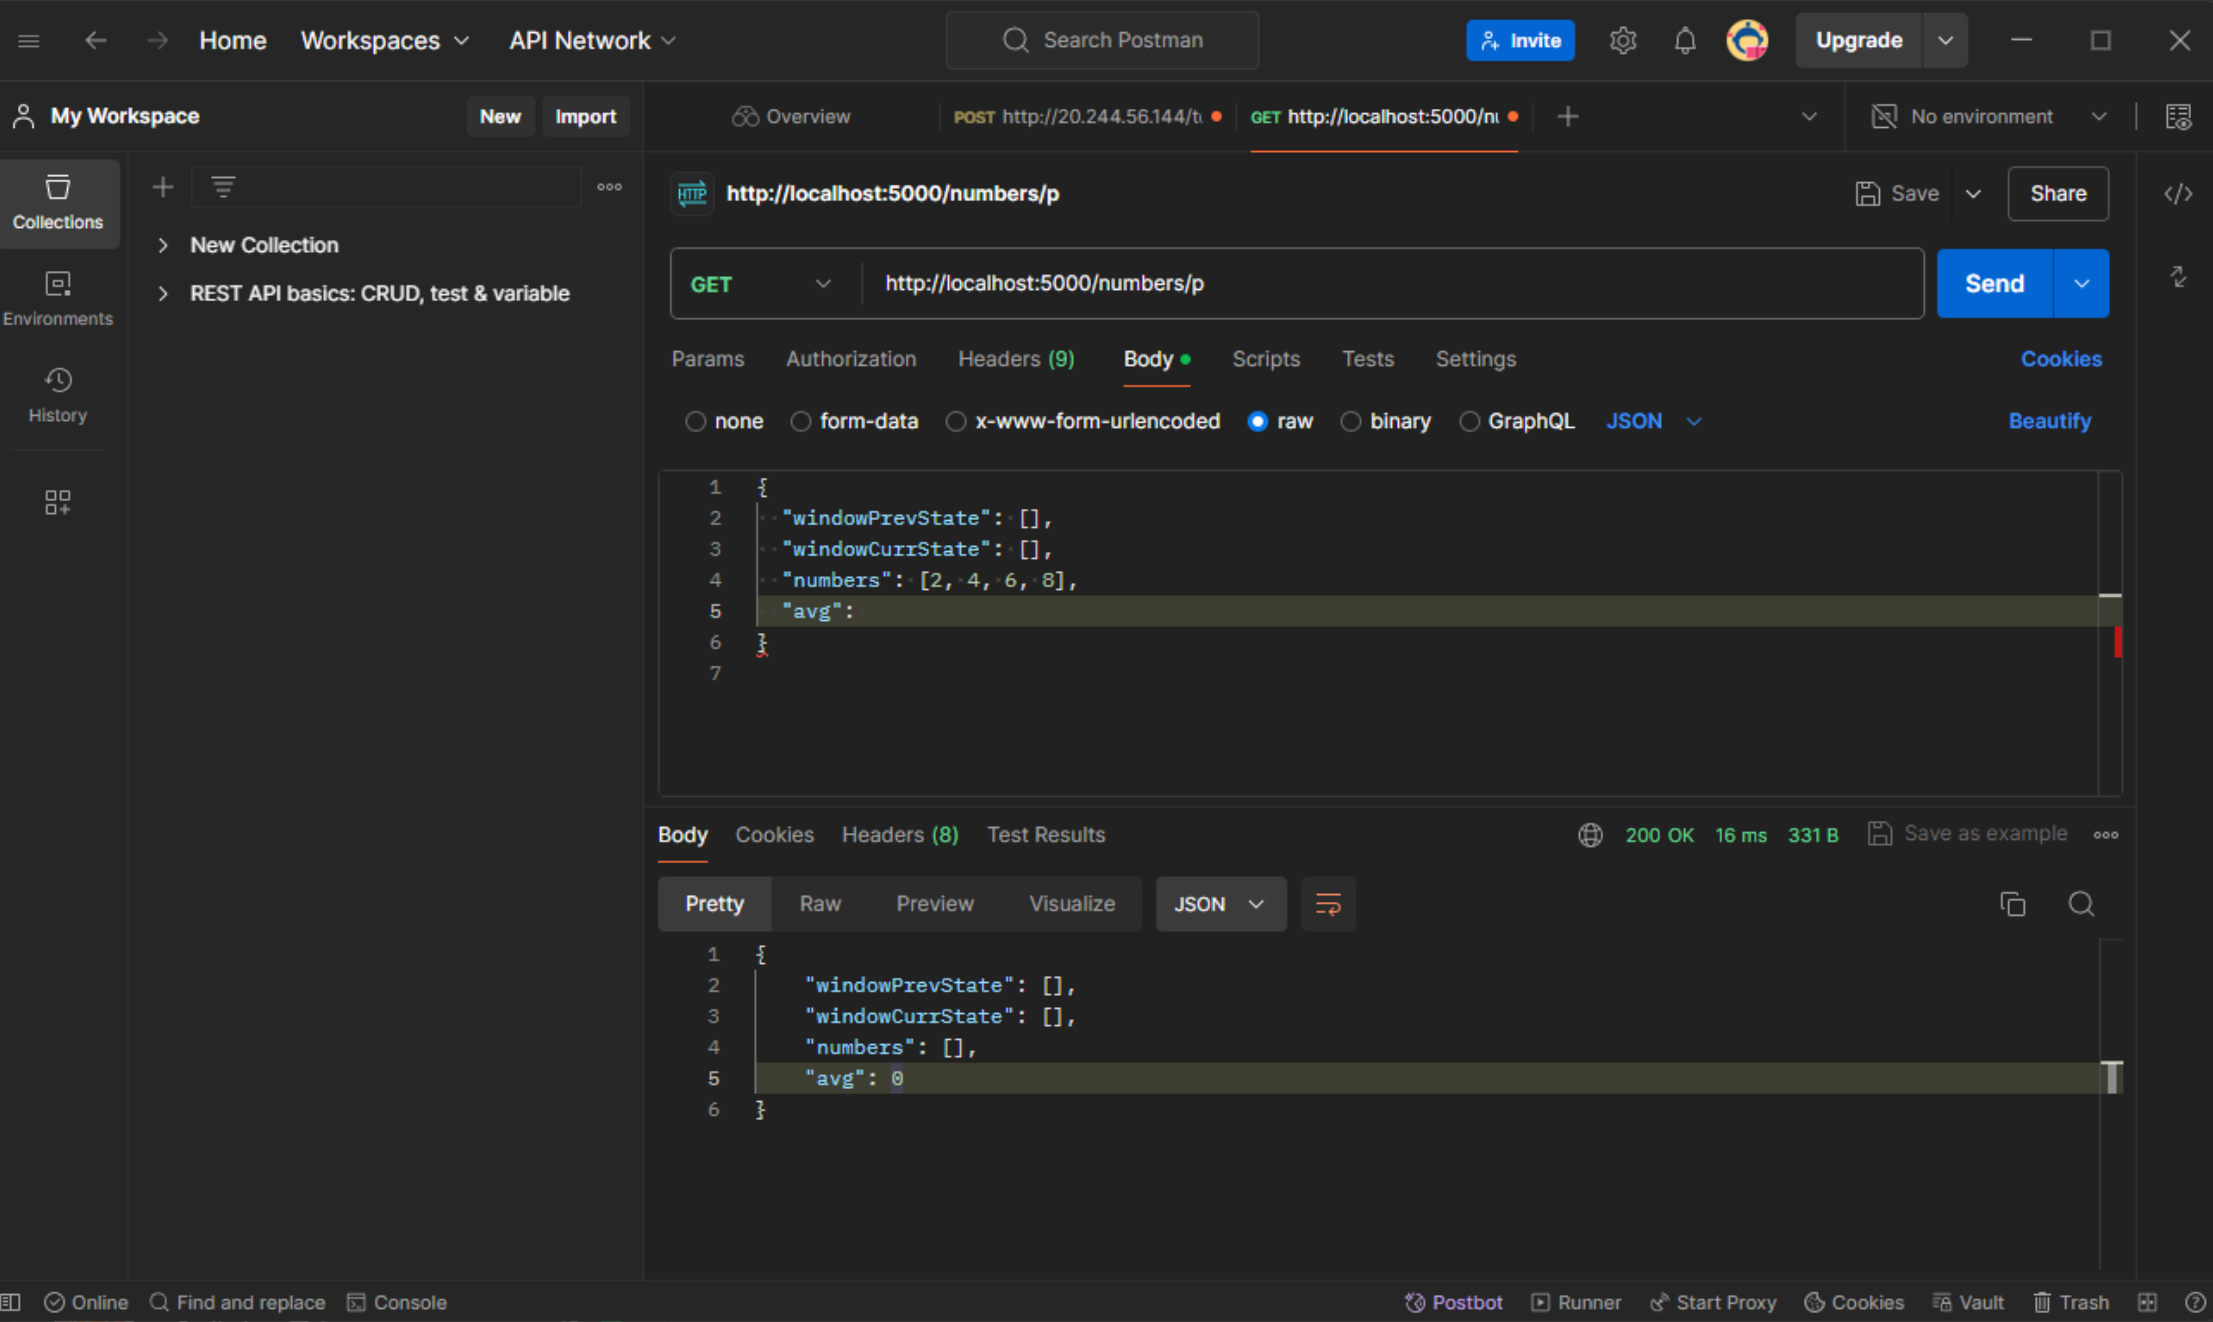 Home Workspaces API Network Search Postman Invite Upgrade
My Workspace New Import Overview POST http://20.244.56.144/t GET http://localhost:5000/nu No environment
Collections
New Collection
REST API basics: CRUD, test & variable
Environments
History
HTTP http://localhost:5000/numbers/p Save Share
GET http://localhost:5000/numbers/p Send
Params Authorization Headers (9) Body Scripts Tests Settings Cookies
none form-data x-www-form-urlencoded raw binary GraphQL JSON Beautify
1 {
2 "windowPrevState": [],
3 "windowCurrState": [],
4 "numbers": [2, 4, 6, 8],
5 "avg":
6 }
7
Body Cookies Headers (8) Test Results 200 OK 16 ms 331 B Save as example
Pretty Raw Preview Visualize JSON
1 {
2 "windowPrevState": [],
3 "windowCurrState": [],
4 "numbers": [],
5 "avg": 0
6 }
Online Find and replace Console Postbot Runner Start Proxy Cookies Vault Trash